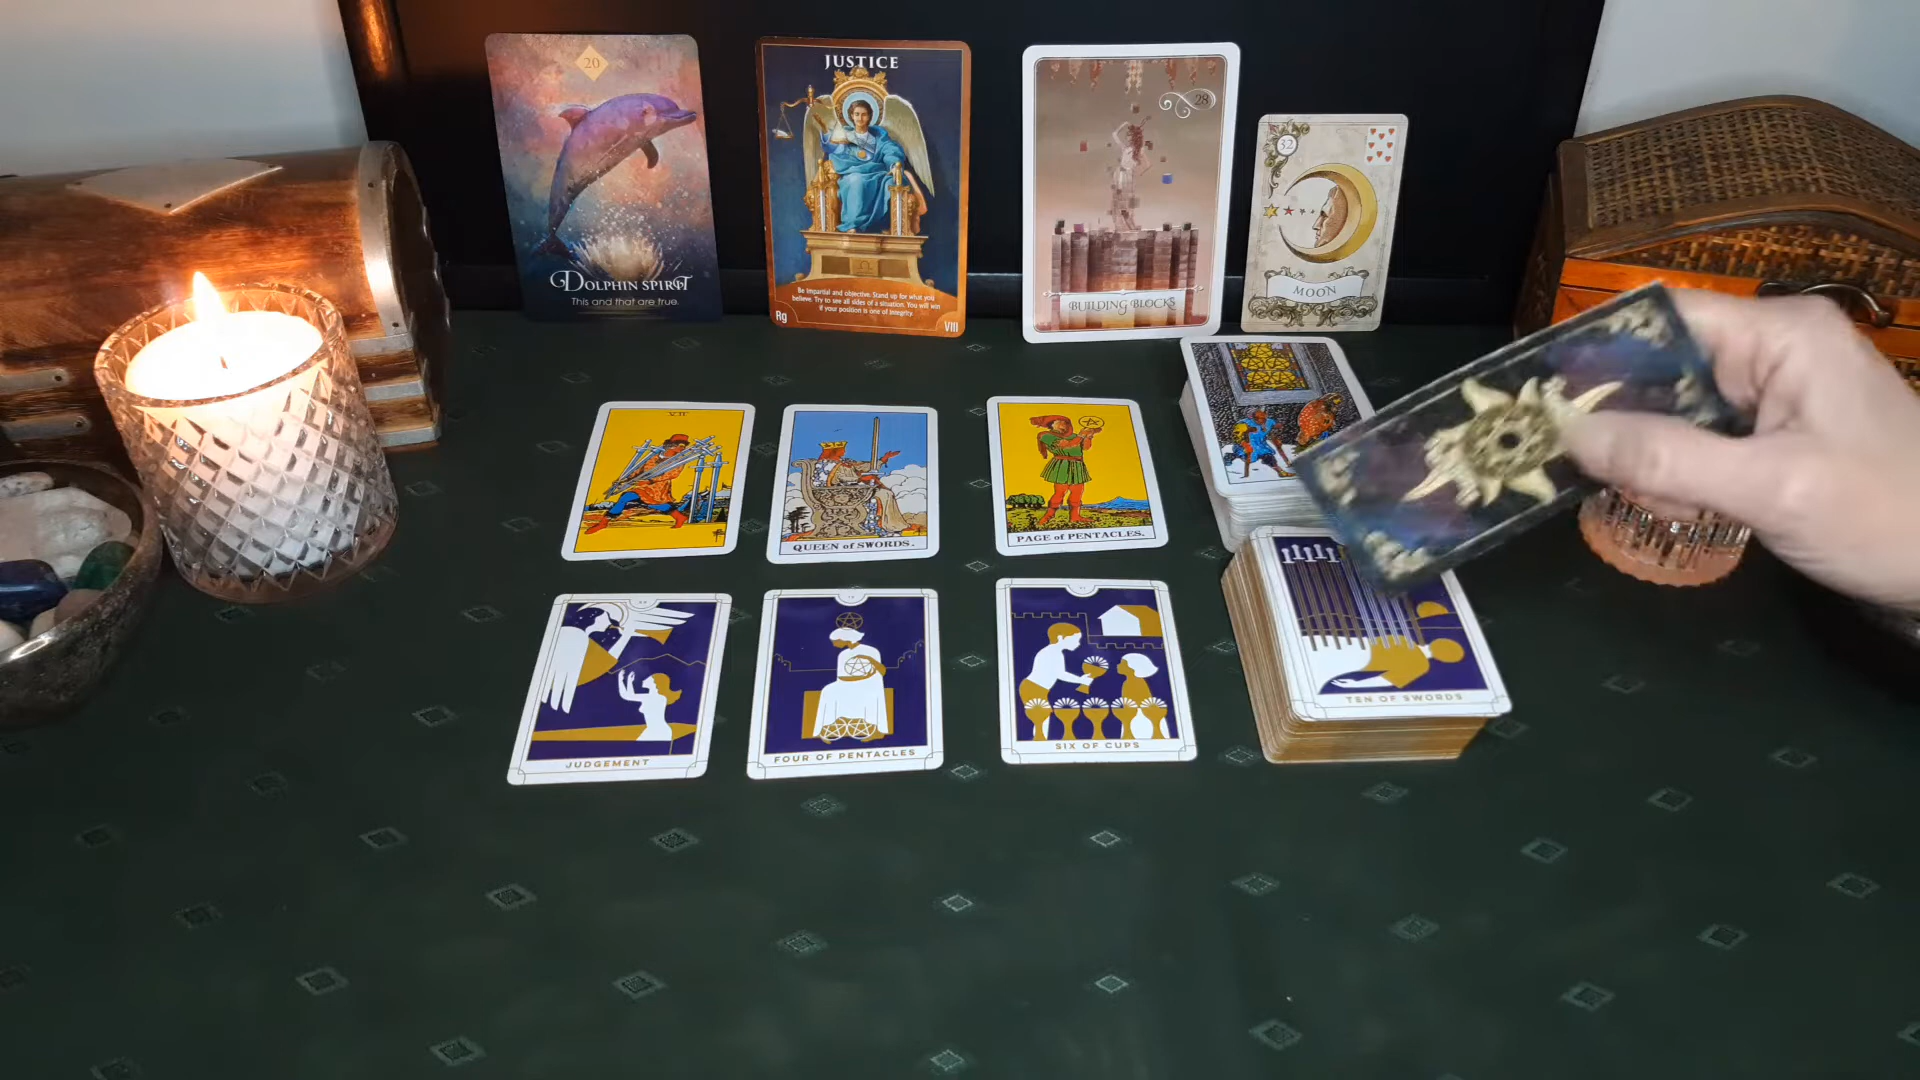 20
DOLPHIN SPIRIT
This and that are true.
JUSTICE
Be impartial and objective. Stand up for what you
believe. Try to see all sides of a situation. You will win
if your position is one of integrity.
Rg
VIII
28
BUILDING BLOCKS
32
MOON
VII
QUEEN of SWORDS.
PAGE of PENTACLES.
JUDGEMENT
FOUR OF PENTACLES
SIX OF CUPS
TEN OF SWORDS